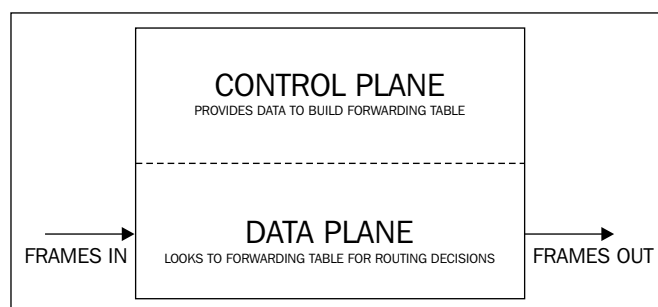 CONTROL PLANE
PROVIDES DATA TO BUILD FORWARDING TABLE
FRAMES IN
DATA PLANE
LOOKS TO FORWARDING TABLE FOR ROUTING DECISIONS
FRAMES OUT